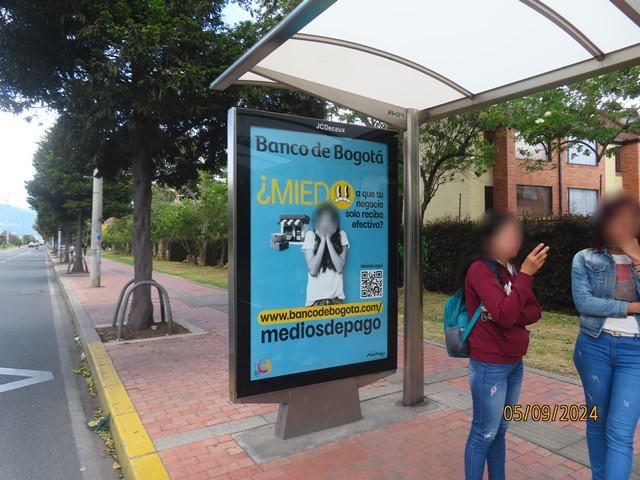 JCDecaux
Banco de Bogotá
¿MIEDO
a que tu
negocio
solo reciba
efectivo?
www.bancodebogota.com/
mediosdepago
05/09/2024